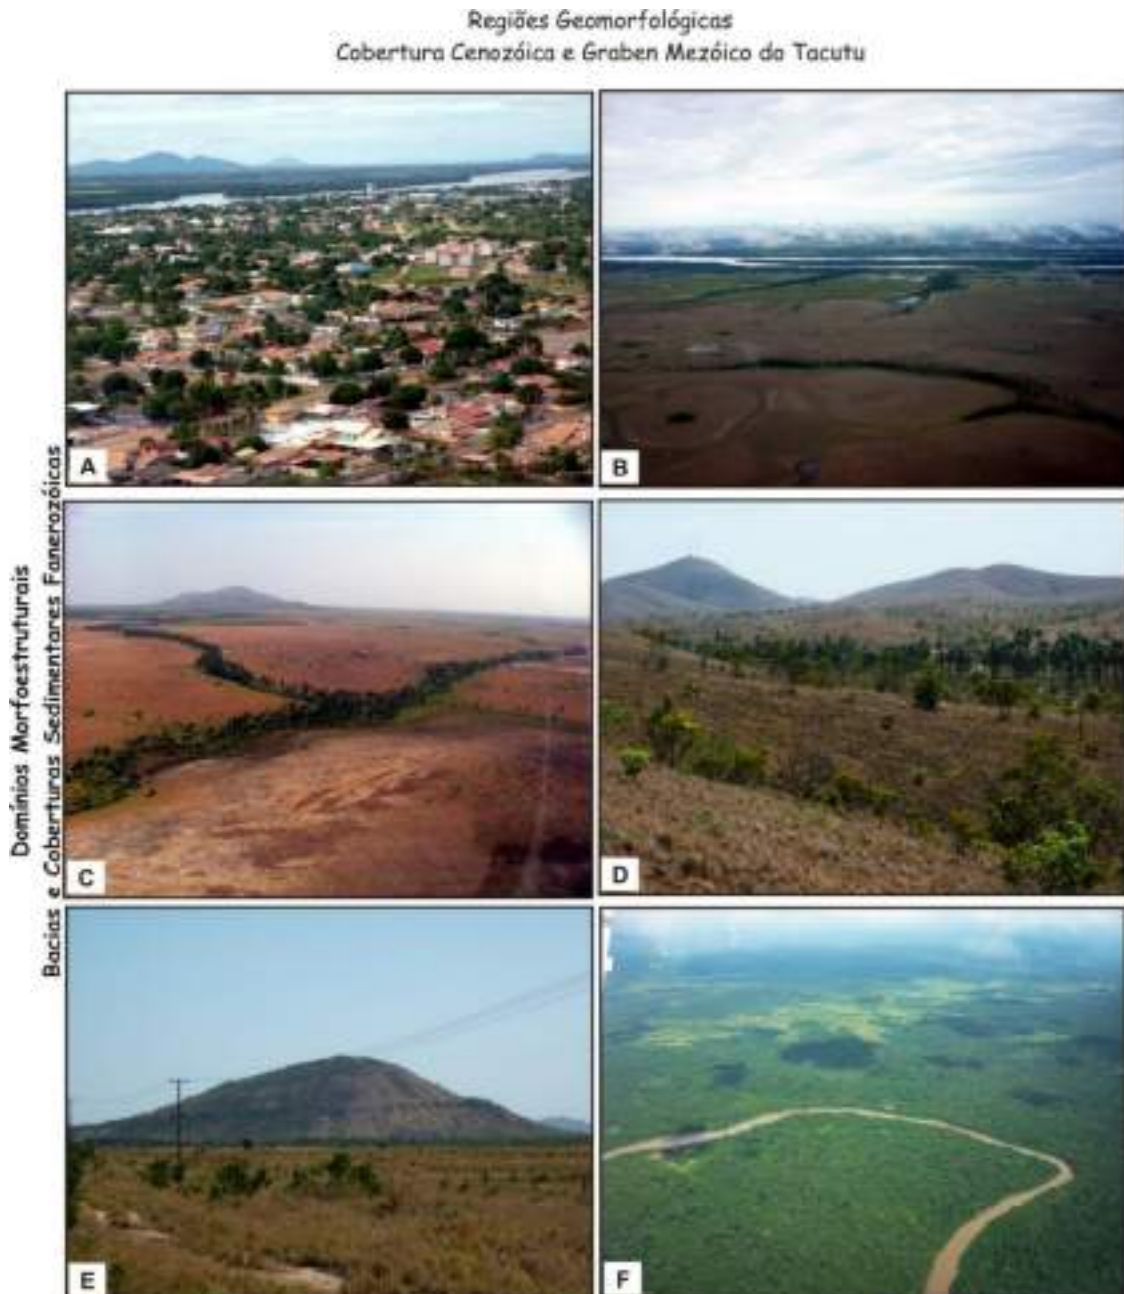 Regiões Geomorfológicas
Cobertura Cenozóica e Graben Mezóico do Tacutu
Domínios Morfoestruturais
Bacias e Coberturas Sedimentares Fanerozóicas
A
B
C
D
E
F